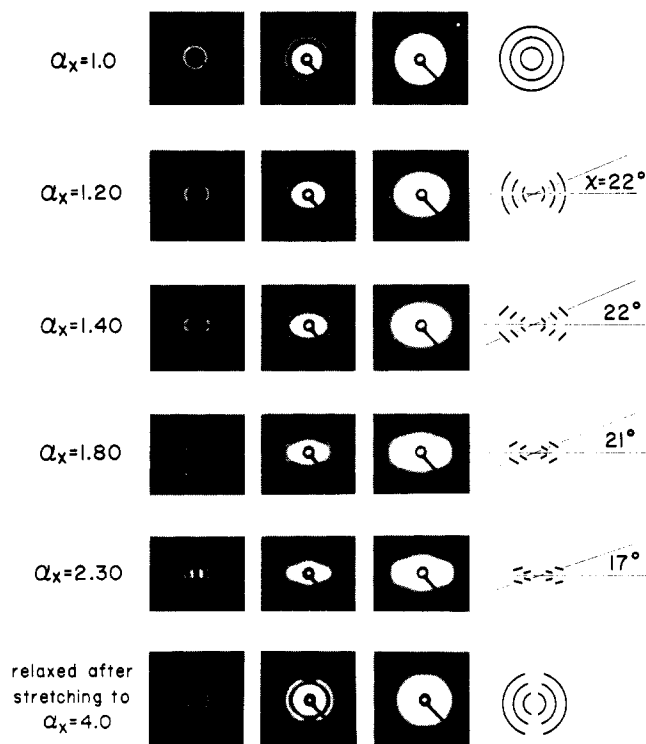 αx=1.0
αx=1.20
χ=22°
αx=1.40
22°
αx=1.80
21°
αx=2.30
17°
relaxed after
stretching to
αx=4.0